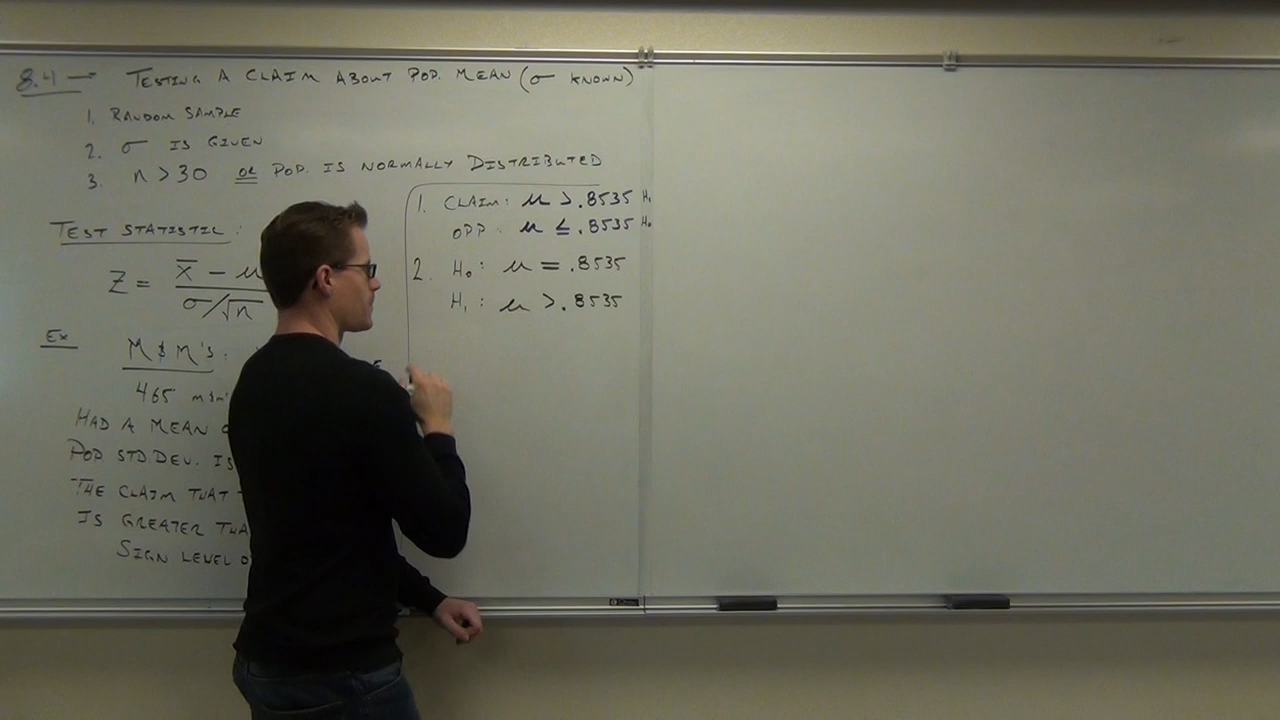 8.4 → TESTING A CLAIM ABOUT POP. MEAN (σ KNOWN)
1. RANDOM SAMPLE
2. σ IS GIVEN
3. n > 30 OR POP. IS NORMALLY DISTRIBUTED
TEST STATISTIC:
Z = x̄ − μ
σ/√n
EX M&M'S:
465 M&M'
HAD A MEAN
POP STD.DEV. IS
THE CLAIM THAT
IS GREATER THA
SIGN LEVEL O
1. CLAIM: μ > .8535 H₁
OPP: μ ≤ .8535 H₀
2. H₀: μ = .8535
H₁: μ > .8535